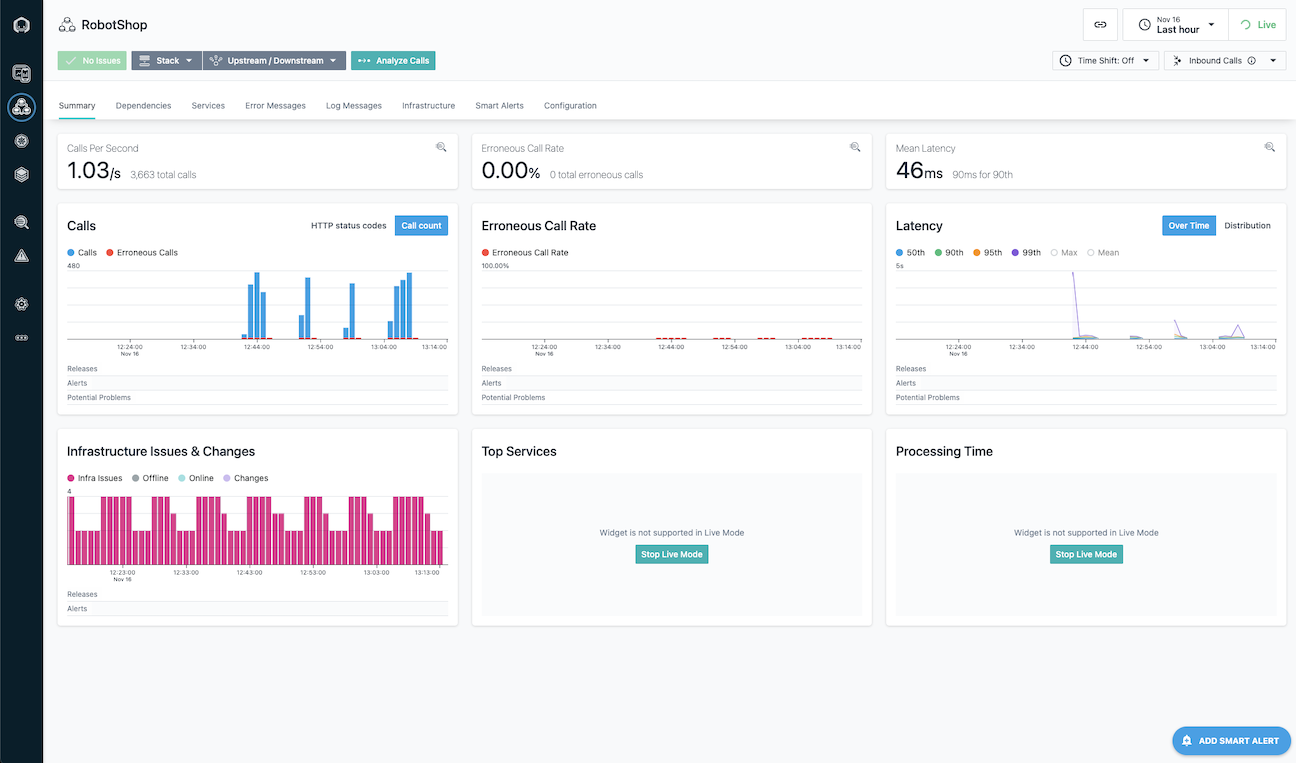 RobotShop
Nov 16
Last hour
Live
No Issues
Stack
Upstream / Downstream
Analyze Calls
Time Shift: Off
Inbound Calls
Summary Dependencies Services Error Messages Log Messages Infrastructure Smart Alerts Configuration
Calls Per Second
1.03/s 3,663 total calls
Erroneous Call Rate
0.00% 0 total erroneous calls
Mean Latency
46ms 90ms for 90th
Calls HTTP status codes Call count
Calls Erroneous Calls
480
12:24:00 12:34:00 12:44:00 12:54:00 13:04:00 13:14:00
Nov 16
Releases
Alerts
Potential Problems
Erroneous Call Rate
Erroneous Call Rate
100.00%
12:24:00 12:34:00 12:44:00 12:54:00 13:04:00 13:14:00
Nov 16
Releases
Alerts
Potential Problems
Latency Over Time Distribution
50th 90th 95th 99th Max Mean
5s
12:24:00 12:34:00 12:44:00 12:54:00 13:04:00 13:14:00
Nov 16
Releases
Alerts
Potential Problems
Infrastructure Issues & Changes
Infra Issues Offline Online Changes
4
12:23:00 12:33:00 12:43:00 12:53:00 13:03:00 13:13:00
Nov 16
Releases
Alerts
Top Services
Widget is not supported in Live Mode
Stop Live Mode
Processing Time
Widget is not supported in Live Mode
Stop Live Mode
ADD SMART ALERT